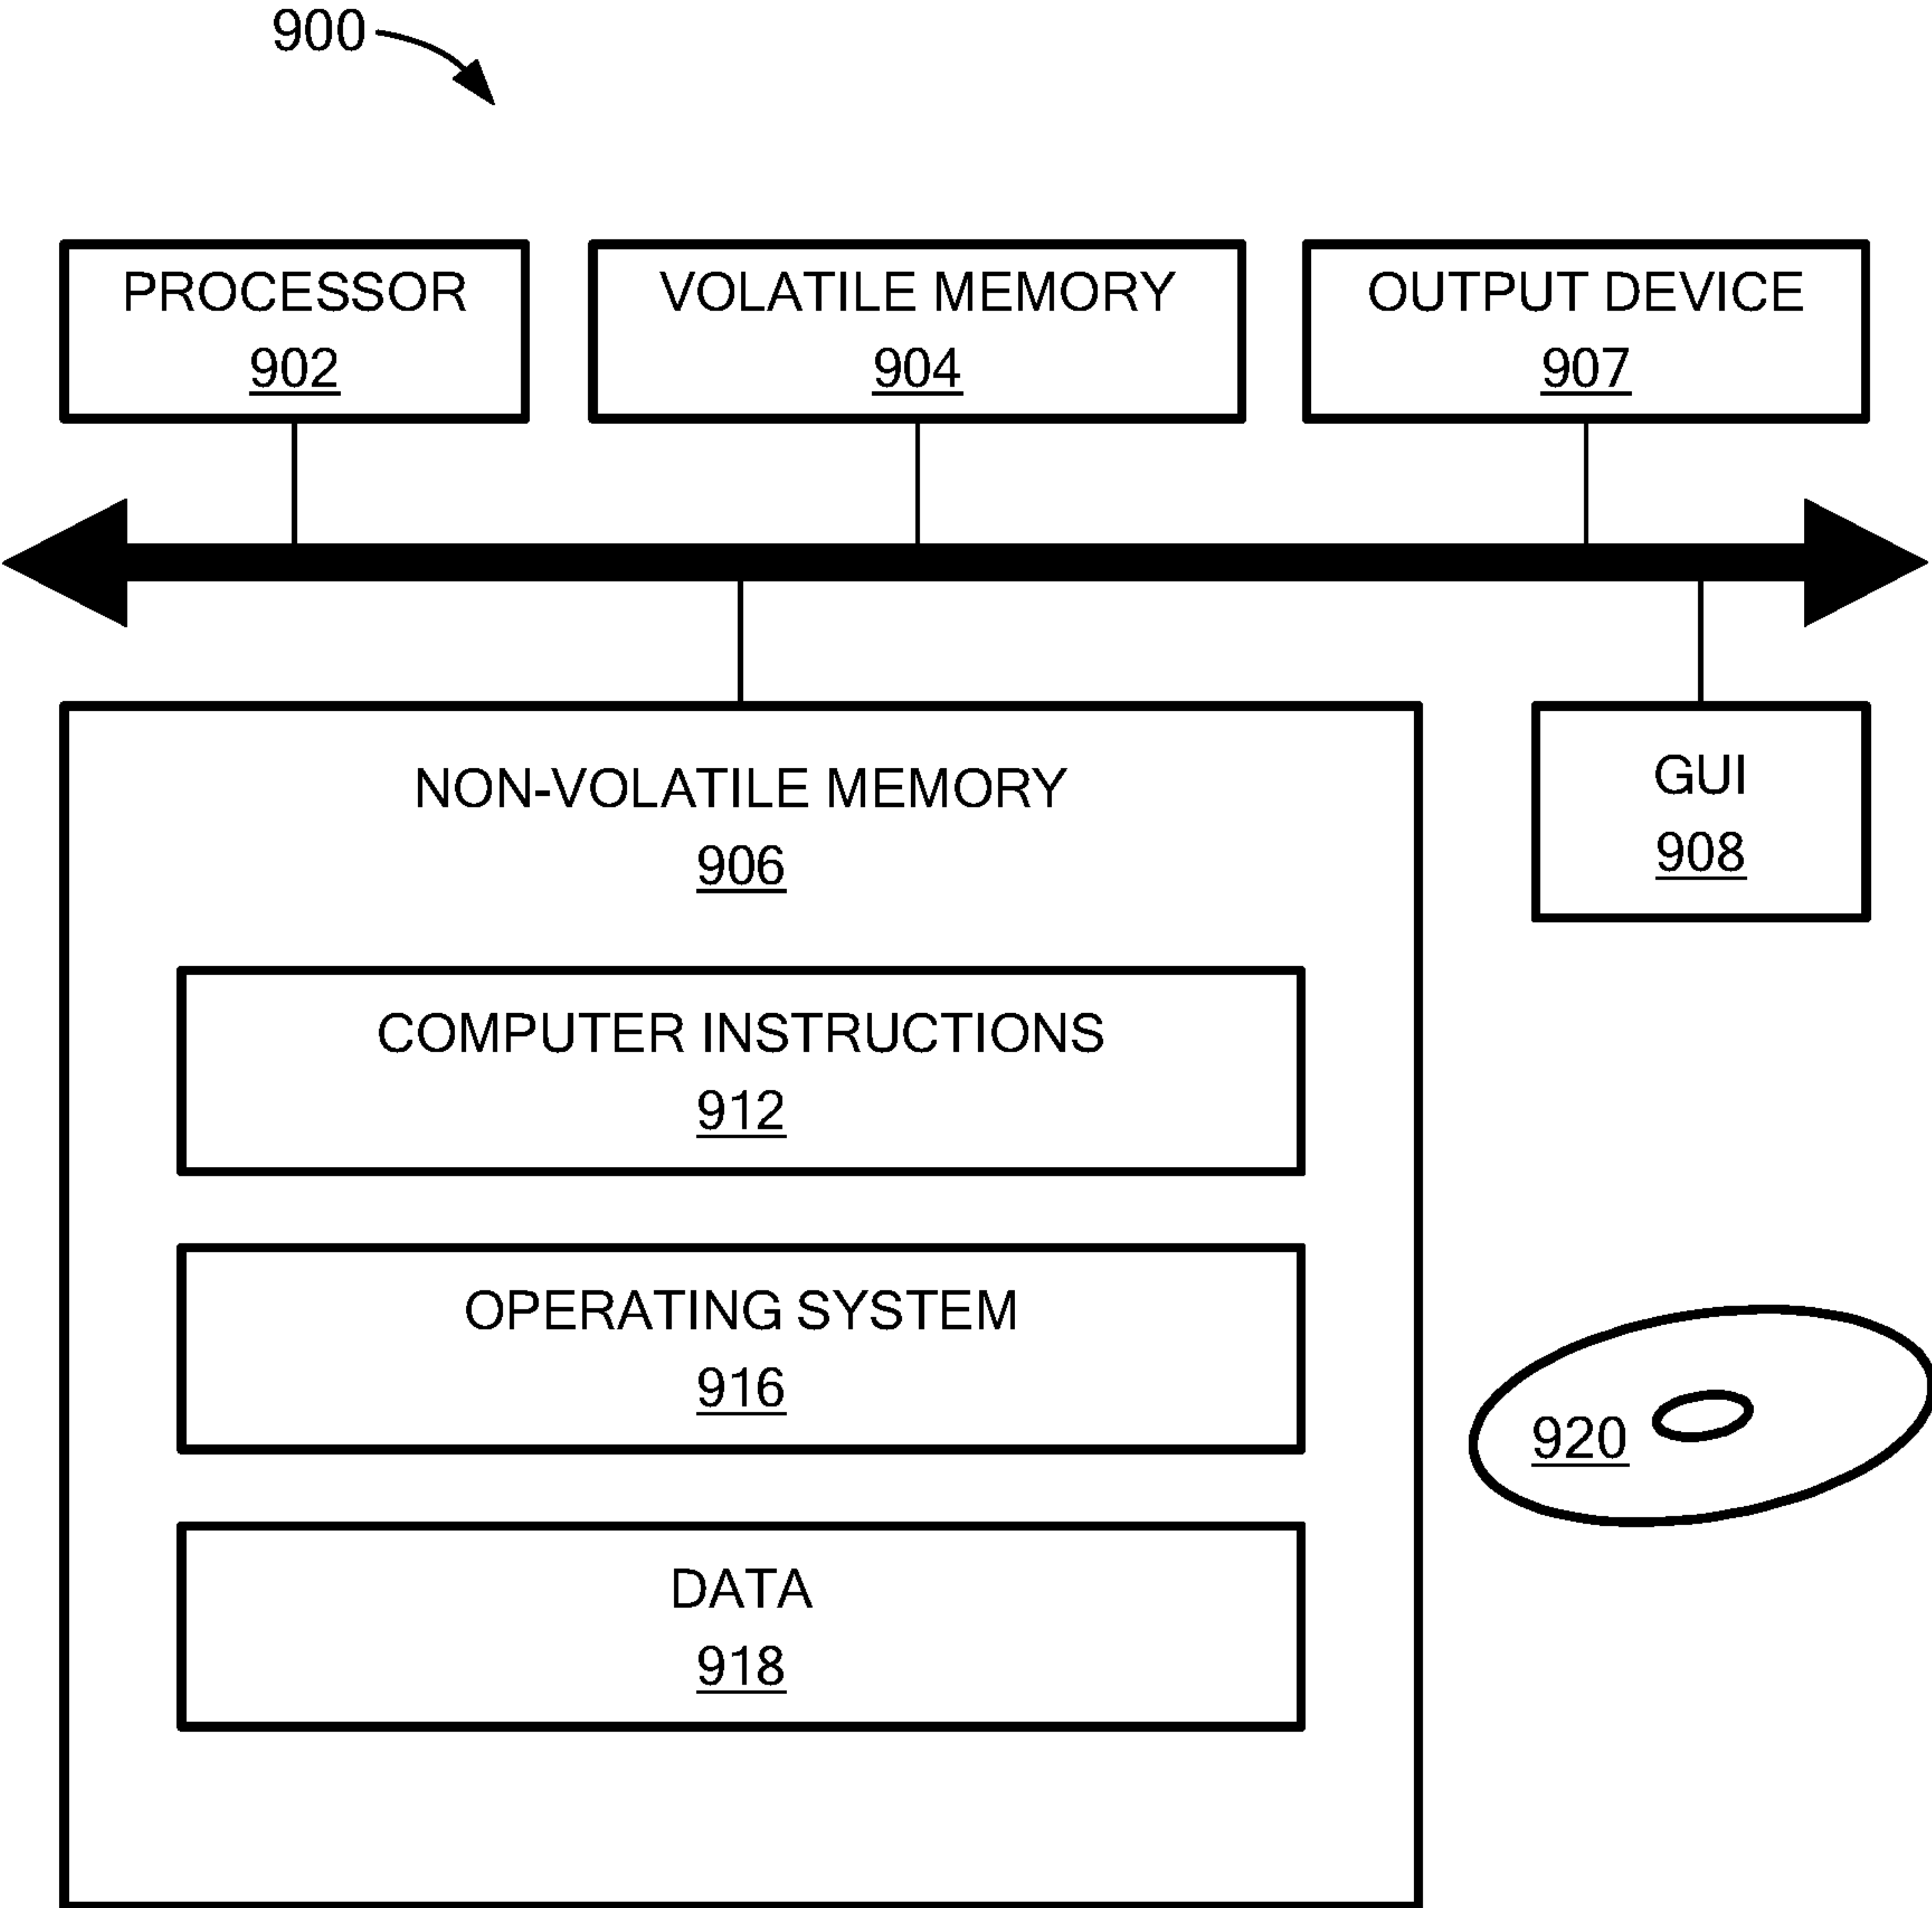 900
PROCESSOR
902
VOLATILE MEMORY
904
OUTPUT DEVICE
907
NON-VOLATILE MEMORY
906
GUI
908
COMPUTER INSTRUCTIONS
912
OPERATING SYSTEM
916
920
DATA
918